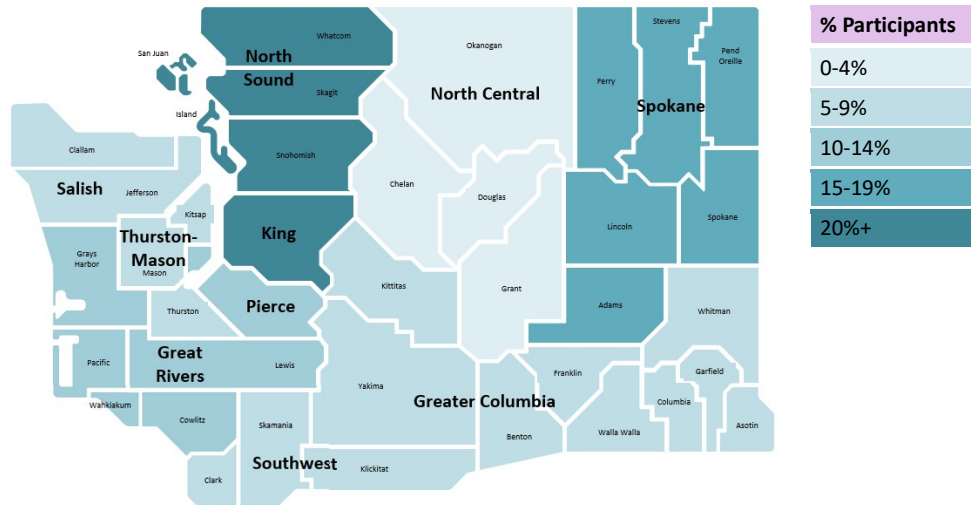 Whatcom
San Juan
North
Sound
Skagit
Island
Snohomish
King
Okanogan
North Central
Chelan
Douglas
Grant
Stevens
Pend
Oreille
Ferry
Spokane
Lincoln
Spokane
Adams
Clallam
Salish
Jefferson
Kitsap
Thurston-
Mason
Mason
Grays
Harbor
Thurston
Pierce
Kittitas
Whitman
Pacific
Great
Rivers
Lewis
Yakima
Greater Columbia
Franklin
Garfield
Columbia
Asotin
Walla Walla
Benton
Wahkiakum
Cowlitz
Skamania
Southwest
Klickitat
Clark
% Participants
0-4%
5-9%
10-14%
15-19%
20%+